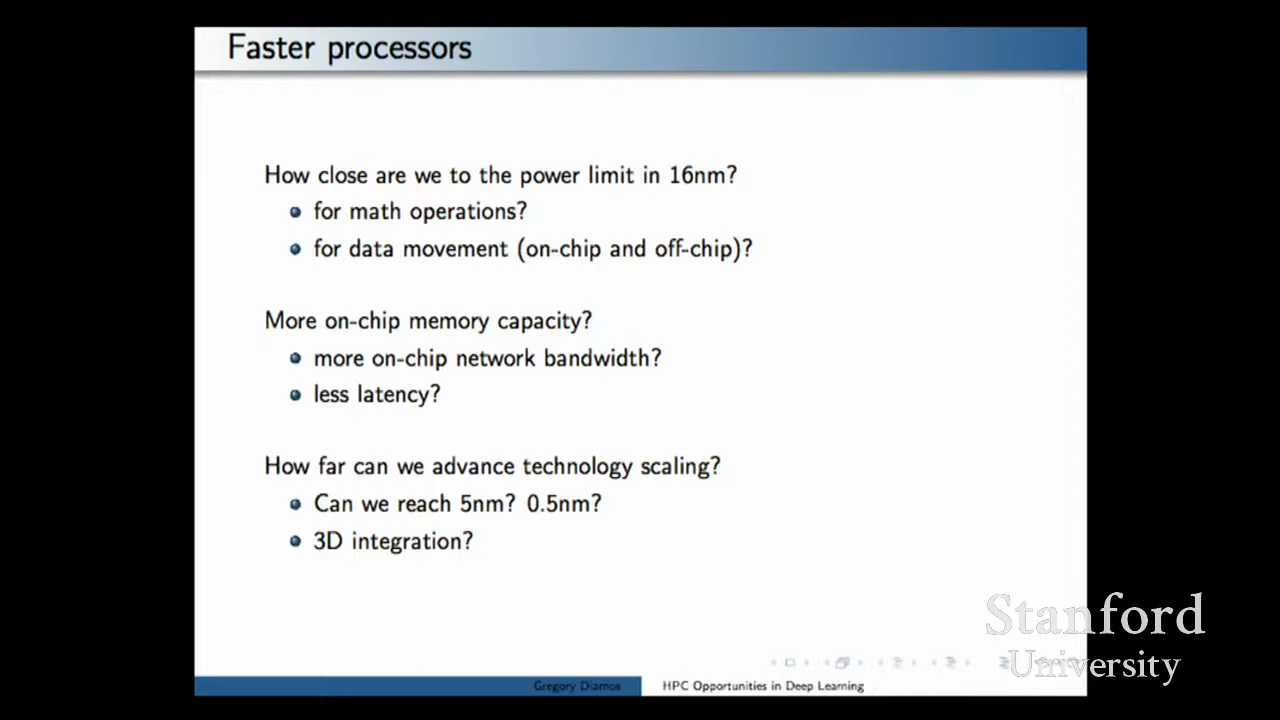 Faster processors
How close are we to the power limit in 16nm?
for math operations?
for data movement (on-chip and off-chip)?
More on-chip memory capacity?
more on-chip network bandwidth?
less latency?
How far can we advance technology scaling?
Can we reach 5nm? 0.5nm?
3D integration?
Stanford
University
Gregory Diamos
HPC Opportunities in Deep Learning